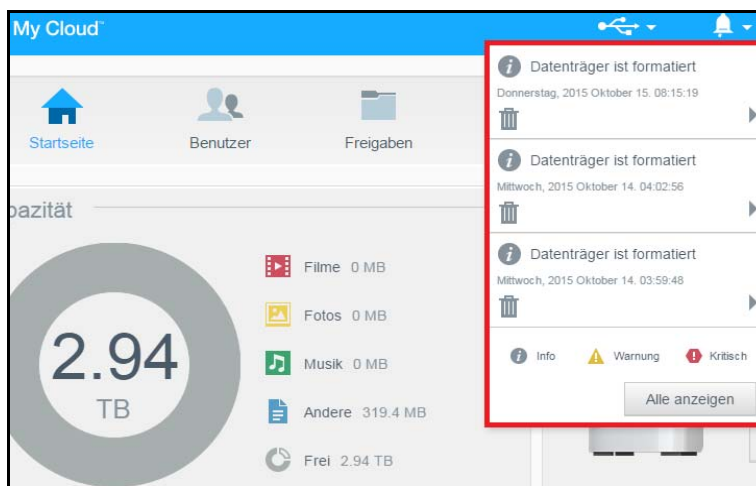 My Cloud™
Datenträger ist formatiert
Donnerstag, 2015 Oktober 15. 08:15:19
Datenträger ist formatiert
Mittwoch, 2015 Oktober 14. 04:02:56
Datenträger ist formatiert
Mittwoch, 2015 Oktober 14. 03:59:48
Info Warnung Kritisch
Alle anzeigen
Startseite Benutzer Freigaben
pazität
2.94
TB
Filme 0 MB
Fotos 0 MB
Musik 0 MB
Andere 319.4 MB
Frei 2.94 TB